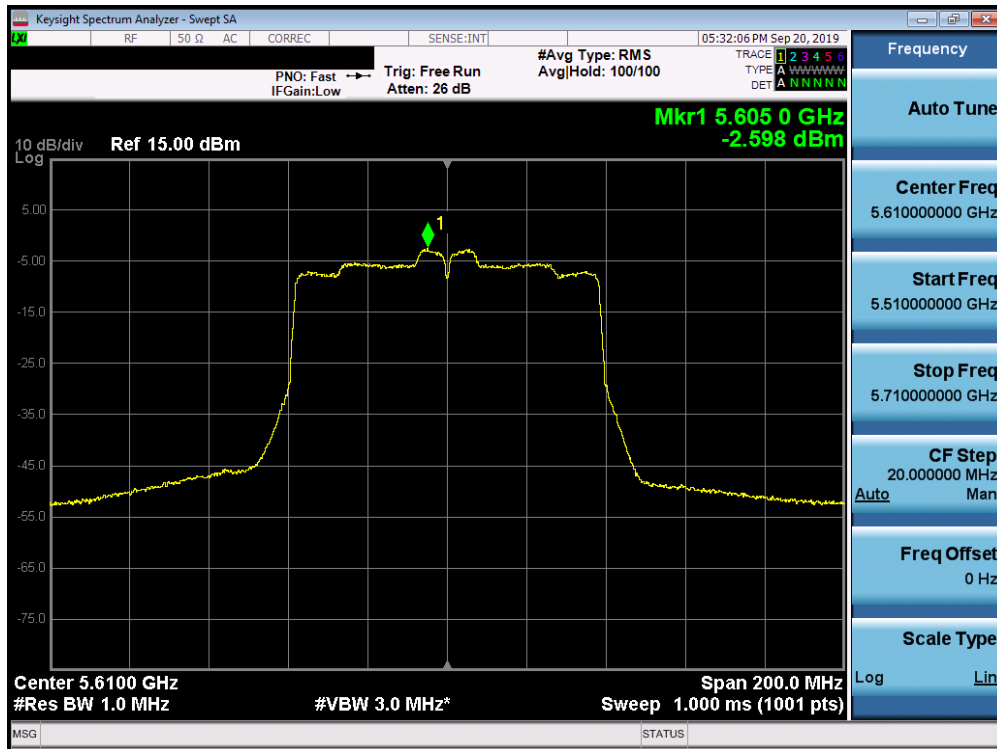 Keysight Spectrum Analyzer - Swept SA
LXI RF 50 Ω AC CORREC SENSE:INT 05:32:06 PM Sep 20, 2019
PNO: Fast
IFGain:Low
Trig: Free Run
Atten: 26 dB
#Avg Type: RMS
Avg|Hold: 100/100
TRACE 1 2 3 4 5 6
TYPE A WWWWW
DET A N N N N N
Mkr1 5.605 0 GHz
-2.598 dBm
10 dB/div Ref 15.00 dBm
Log
1
5.00
-5.00
-15.0
-25.0
-35.0
-45.0
-55.0
-65.0
-75.0
Center 5.6100 GHz Span 200.0 MHz
#Res BW 1.0 MHz #VBW 3.0 MHz* Sweep 1.000 ms (1001 pts)
MSG STATUS
Frequency
Auto Tune
Center Freq
5.610000000 GHz
Start Freq
5.510000000 GHz
Stop Freq
5.710000000 GHz
CF Step
20.000000 MHz
Auto Man
Freq Offset
0 Hz
Scale Type
Log Lin